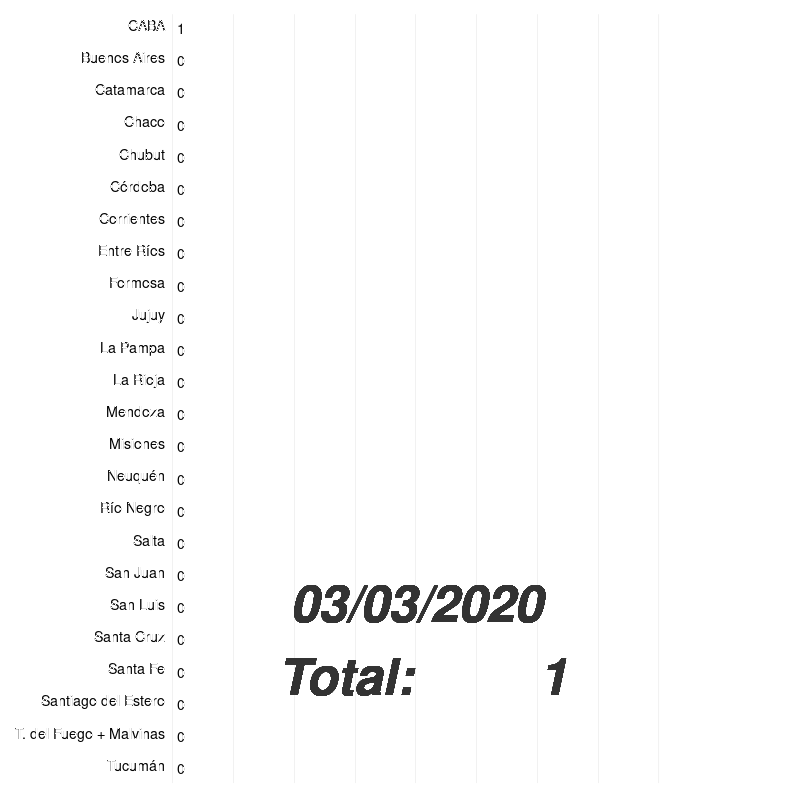 CABA 1
Buenos Aires 0
Catamarca 0
Chaco 0
Chubut 0
Córdoba 0
Corrientes 0
Entre Ríos 0
Formosa 0
Jujuy 0
La Pampa 0
La Rioja 0
Mendoza 0
Misiones 0
Neuquén 0
Río Negro 0
Salta 0
San Juan 0
San Luis 0
03/03/2020
Santa Cruz 0
Santa Fe 0
Total: 1
Santiago del Estero 0
T. del Fuego + Malvinas 0
Tucumán 0